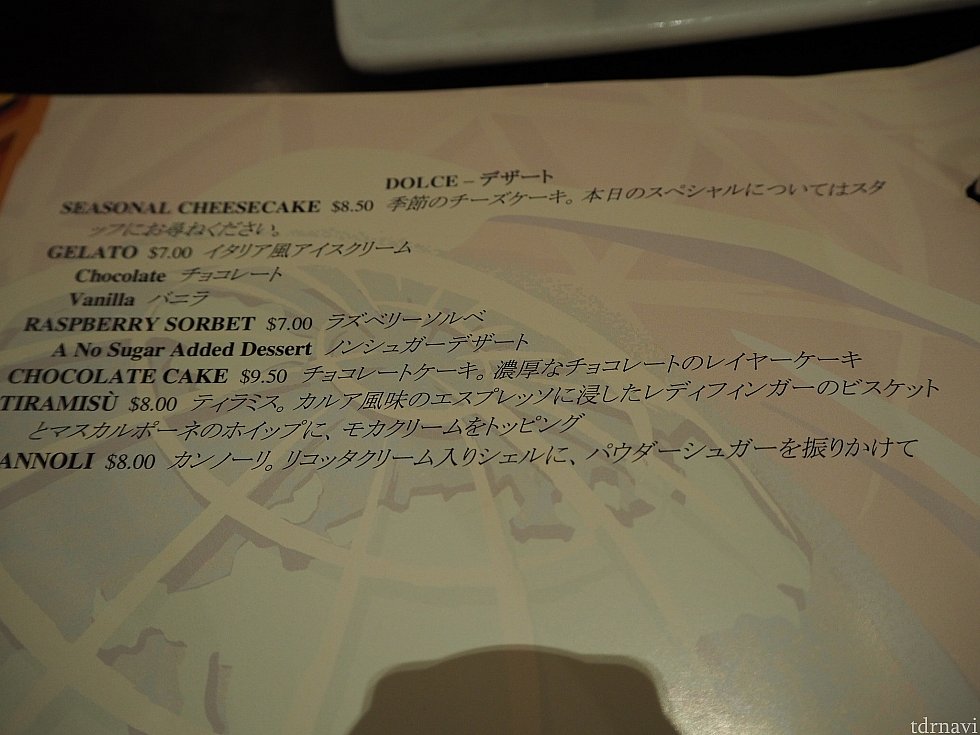 DOLCE – デザート
SEASONAL CHEESECAKE $8.50 季節のチーズケーキ。本日のスペシャルについてはスタ
ッフにお尋ねください。
GELATO $7.00 イタリア風アイスクリーム
Chocolate チョコレート
Vanilla バニラ
RASPBERRY SORBET $7.00 ラズベリーソルベ
A No Sugar Added Dessert ノンシュガーデザート
CHOCOLATE CAKE $9.50 チョコレートケーキ。濃厚なチョコレートのレイヤーケーキ
TIRAMISÙ $8.00 ティラミス。カルア風味のエスプレッソに浸したレディフィンガーのビスケット
とマスカルポーネのホイップに、モカクリームをトッピング
ANNOLI $8.00 カンノーリ。リコッタクリーム入りシェルに、パウダーシュガーを振りかけて
tdrnavi